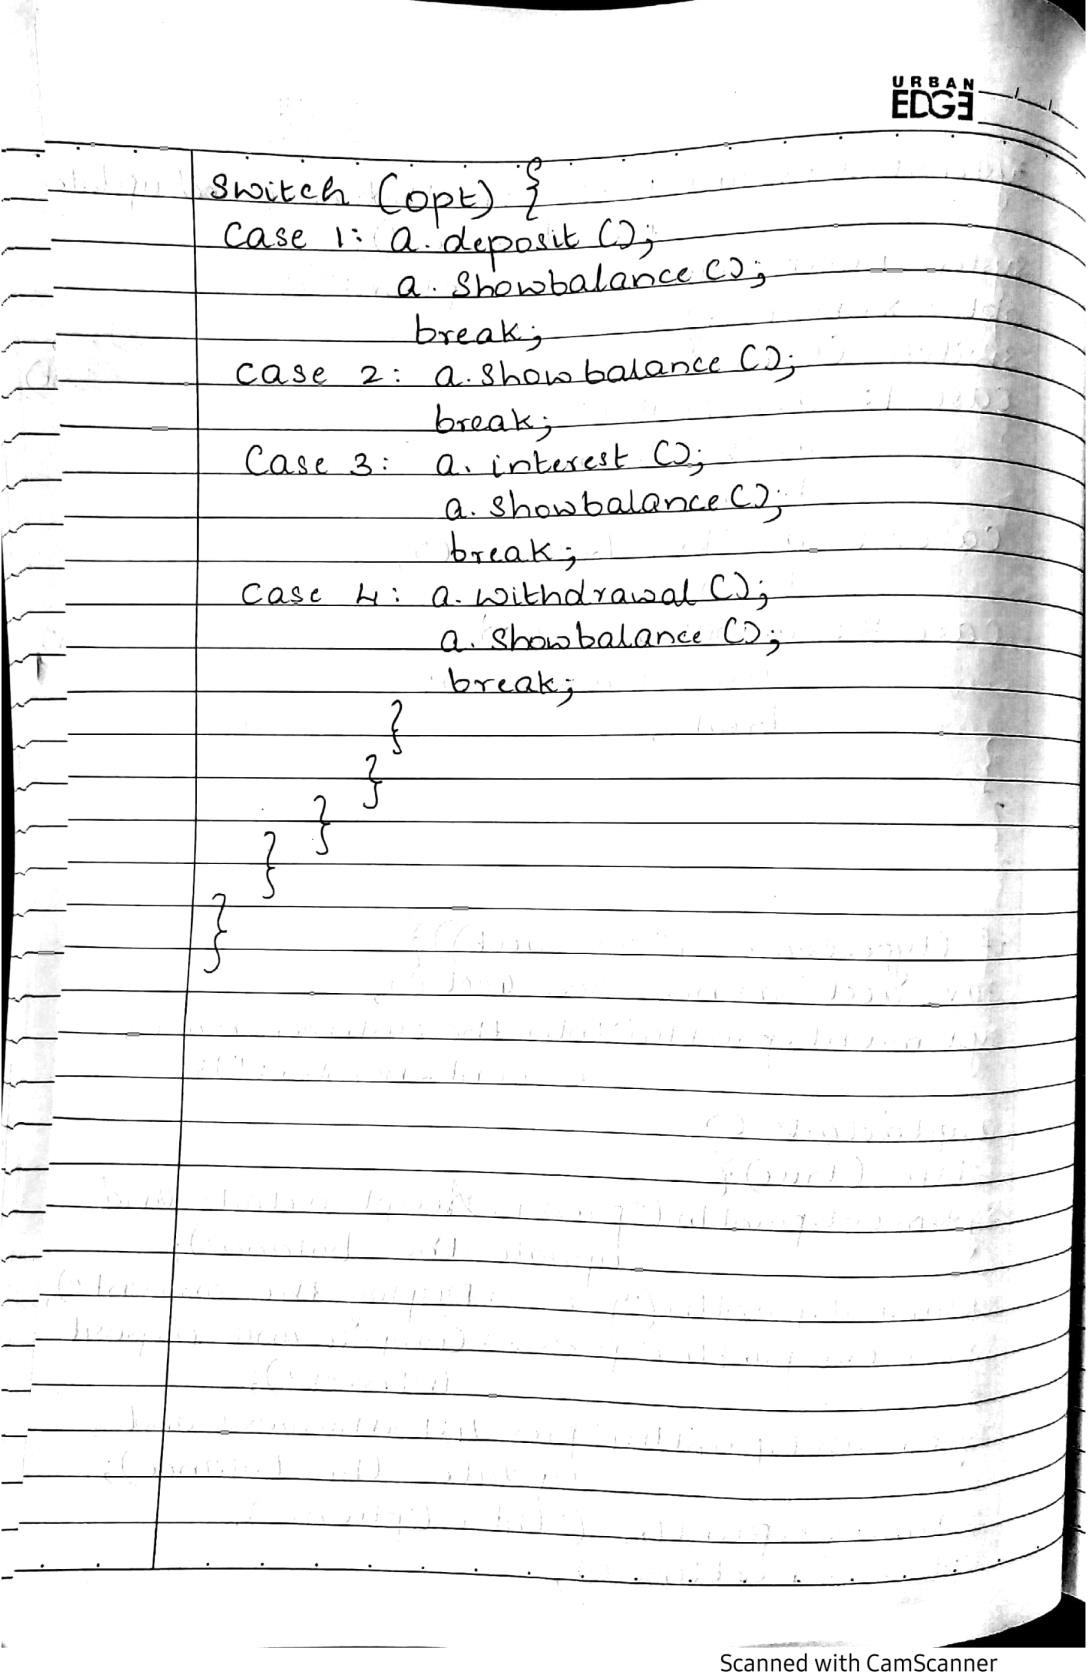 URBAN
EDGE
Switch (opt) {
Case 1: a. deposit ();
a. Showbalance ();
break;
case 2: a. Showbalance ();
break;
Case 3: a. interest ();
a. Showbalance ();
break;
Case 4: a. withdrawal ();
a. Showbalance ();
break;
}
}
}
}
}
Scanned with CamScanner